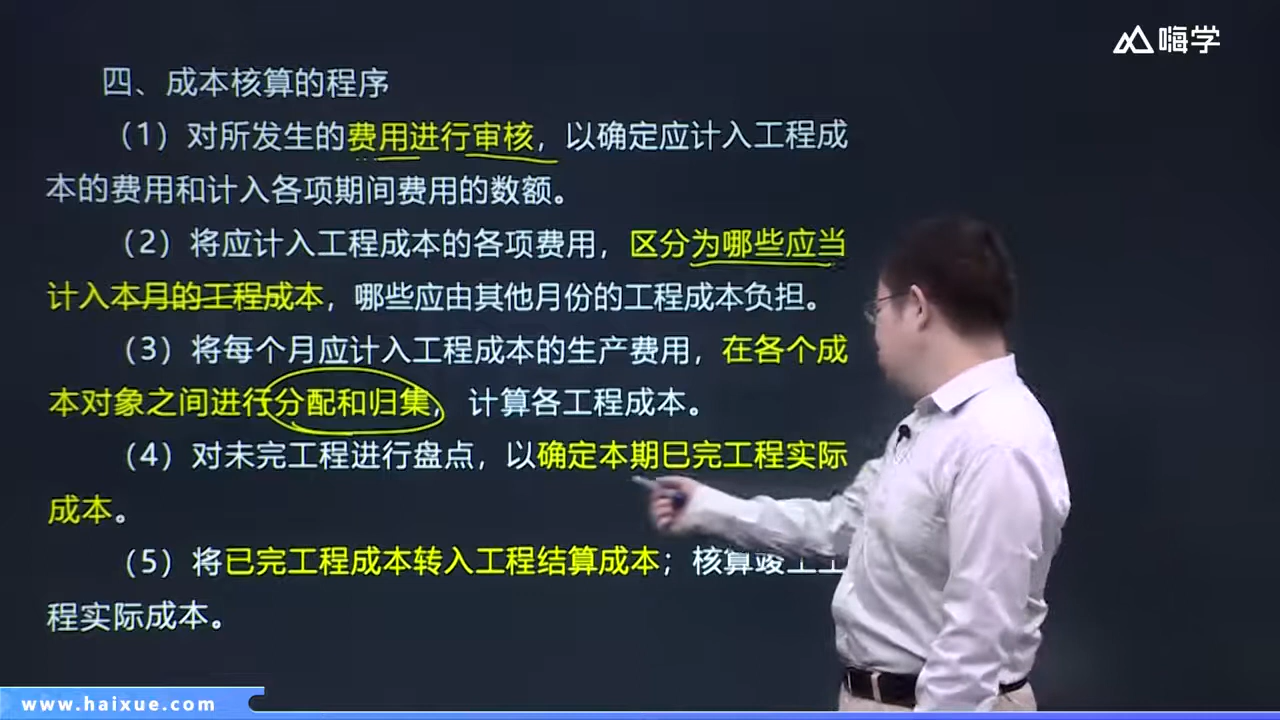 嗨学
四、成本核算的程序
（1）对所发生的费用进行审核，以确定应计入工程成
本的费用和计入各项期间费用的数额。
（2）将应计入工程成本的各项费用，区分为哪些应当
计入本月的工程成本，哪些应由其他月份的工程成本负担。
（3）将每个月应计入工程成本的生产费用，在各个成
本对象之间进行分配和归集， 计算各工程成本。
（4）对未完工程进行盘点，以确定本期已完工程实际
成本。
（5）将已完工程成本转入工程结算成本；核算竣工工
程实际成本。
www.haixue.com